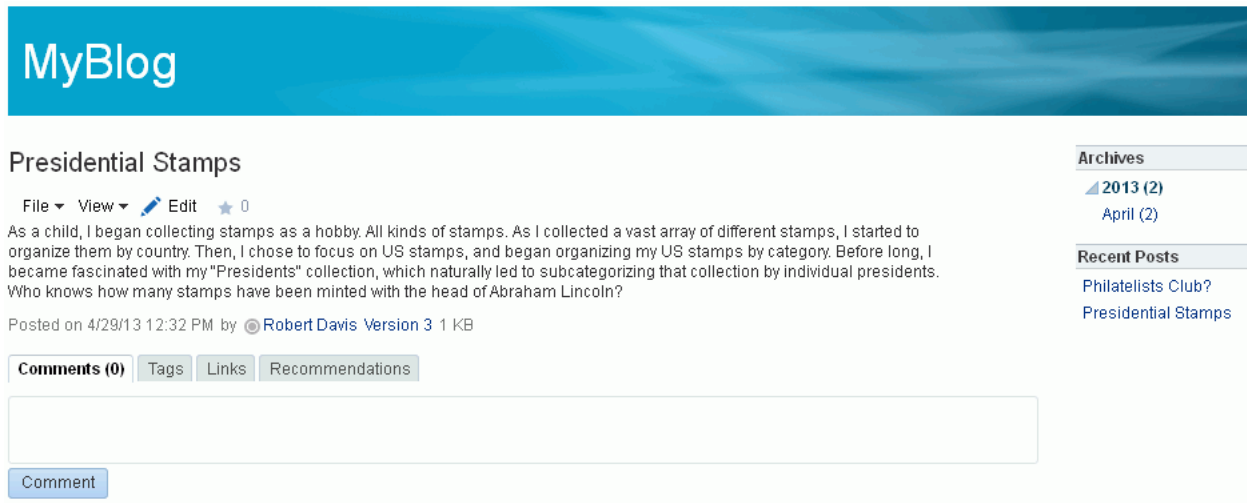 MyBlog
Presidential Stamps
File View Edit 0
As a child, I began collecting stamps as a hobby. All kinds of stamps. As I collected a vast array of different stamps, I started to
organize them by country. Then, I chose to focus on US stamps, and began organizing my US stamps by category. Before long, I
became fascinated with my "Presidents" collection, which naturally led to subcategorizing that collection by individual presidents.
Who knows how many stamps have been minted with the head of Abraham Lincoln?
Posted on 4/29/13 12:32 PM by Robert Davis Version 3 1 KB
Comments (0) Tags Links Recommendations
Comment
Archives
2013 (2)
April (2)
Recent Posts
Philatelists Club?
Presidential Stamps